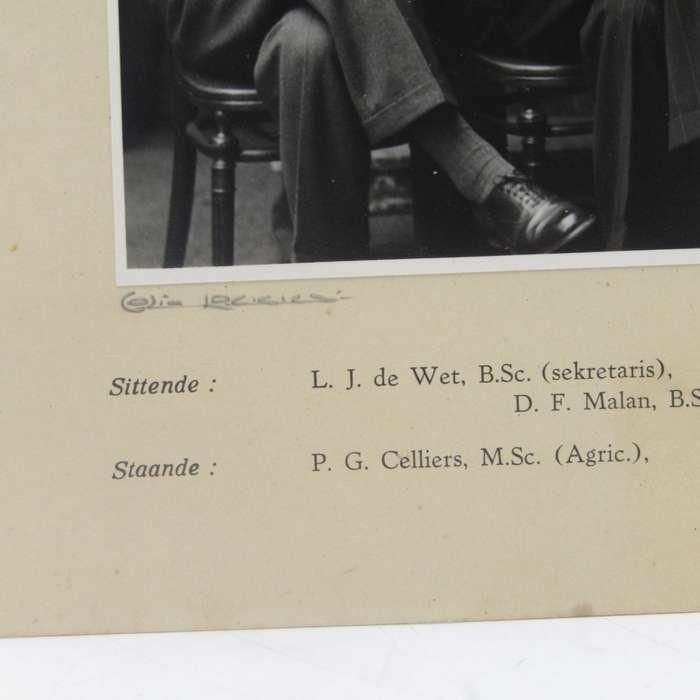 Sittende : L. J. de Wet, B.Sc. (sekretaris),
D. F. Malan, B.S
Staande : P. G. Celliers, M.Sc. (Agric.),